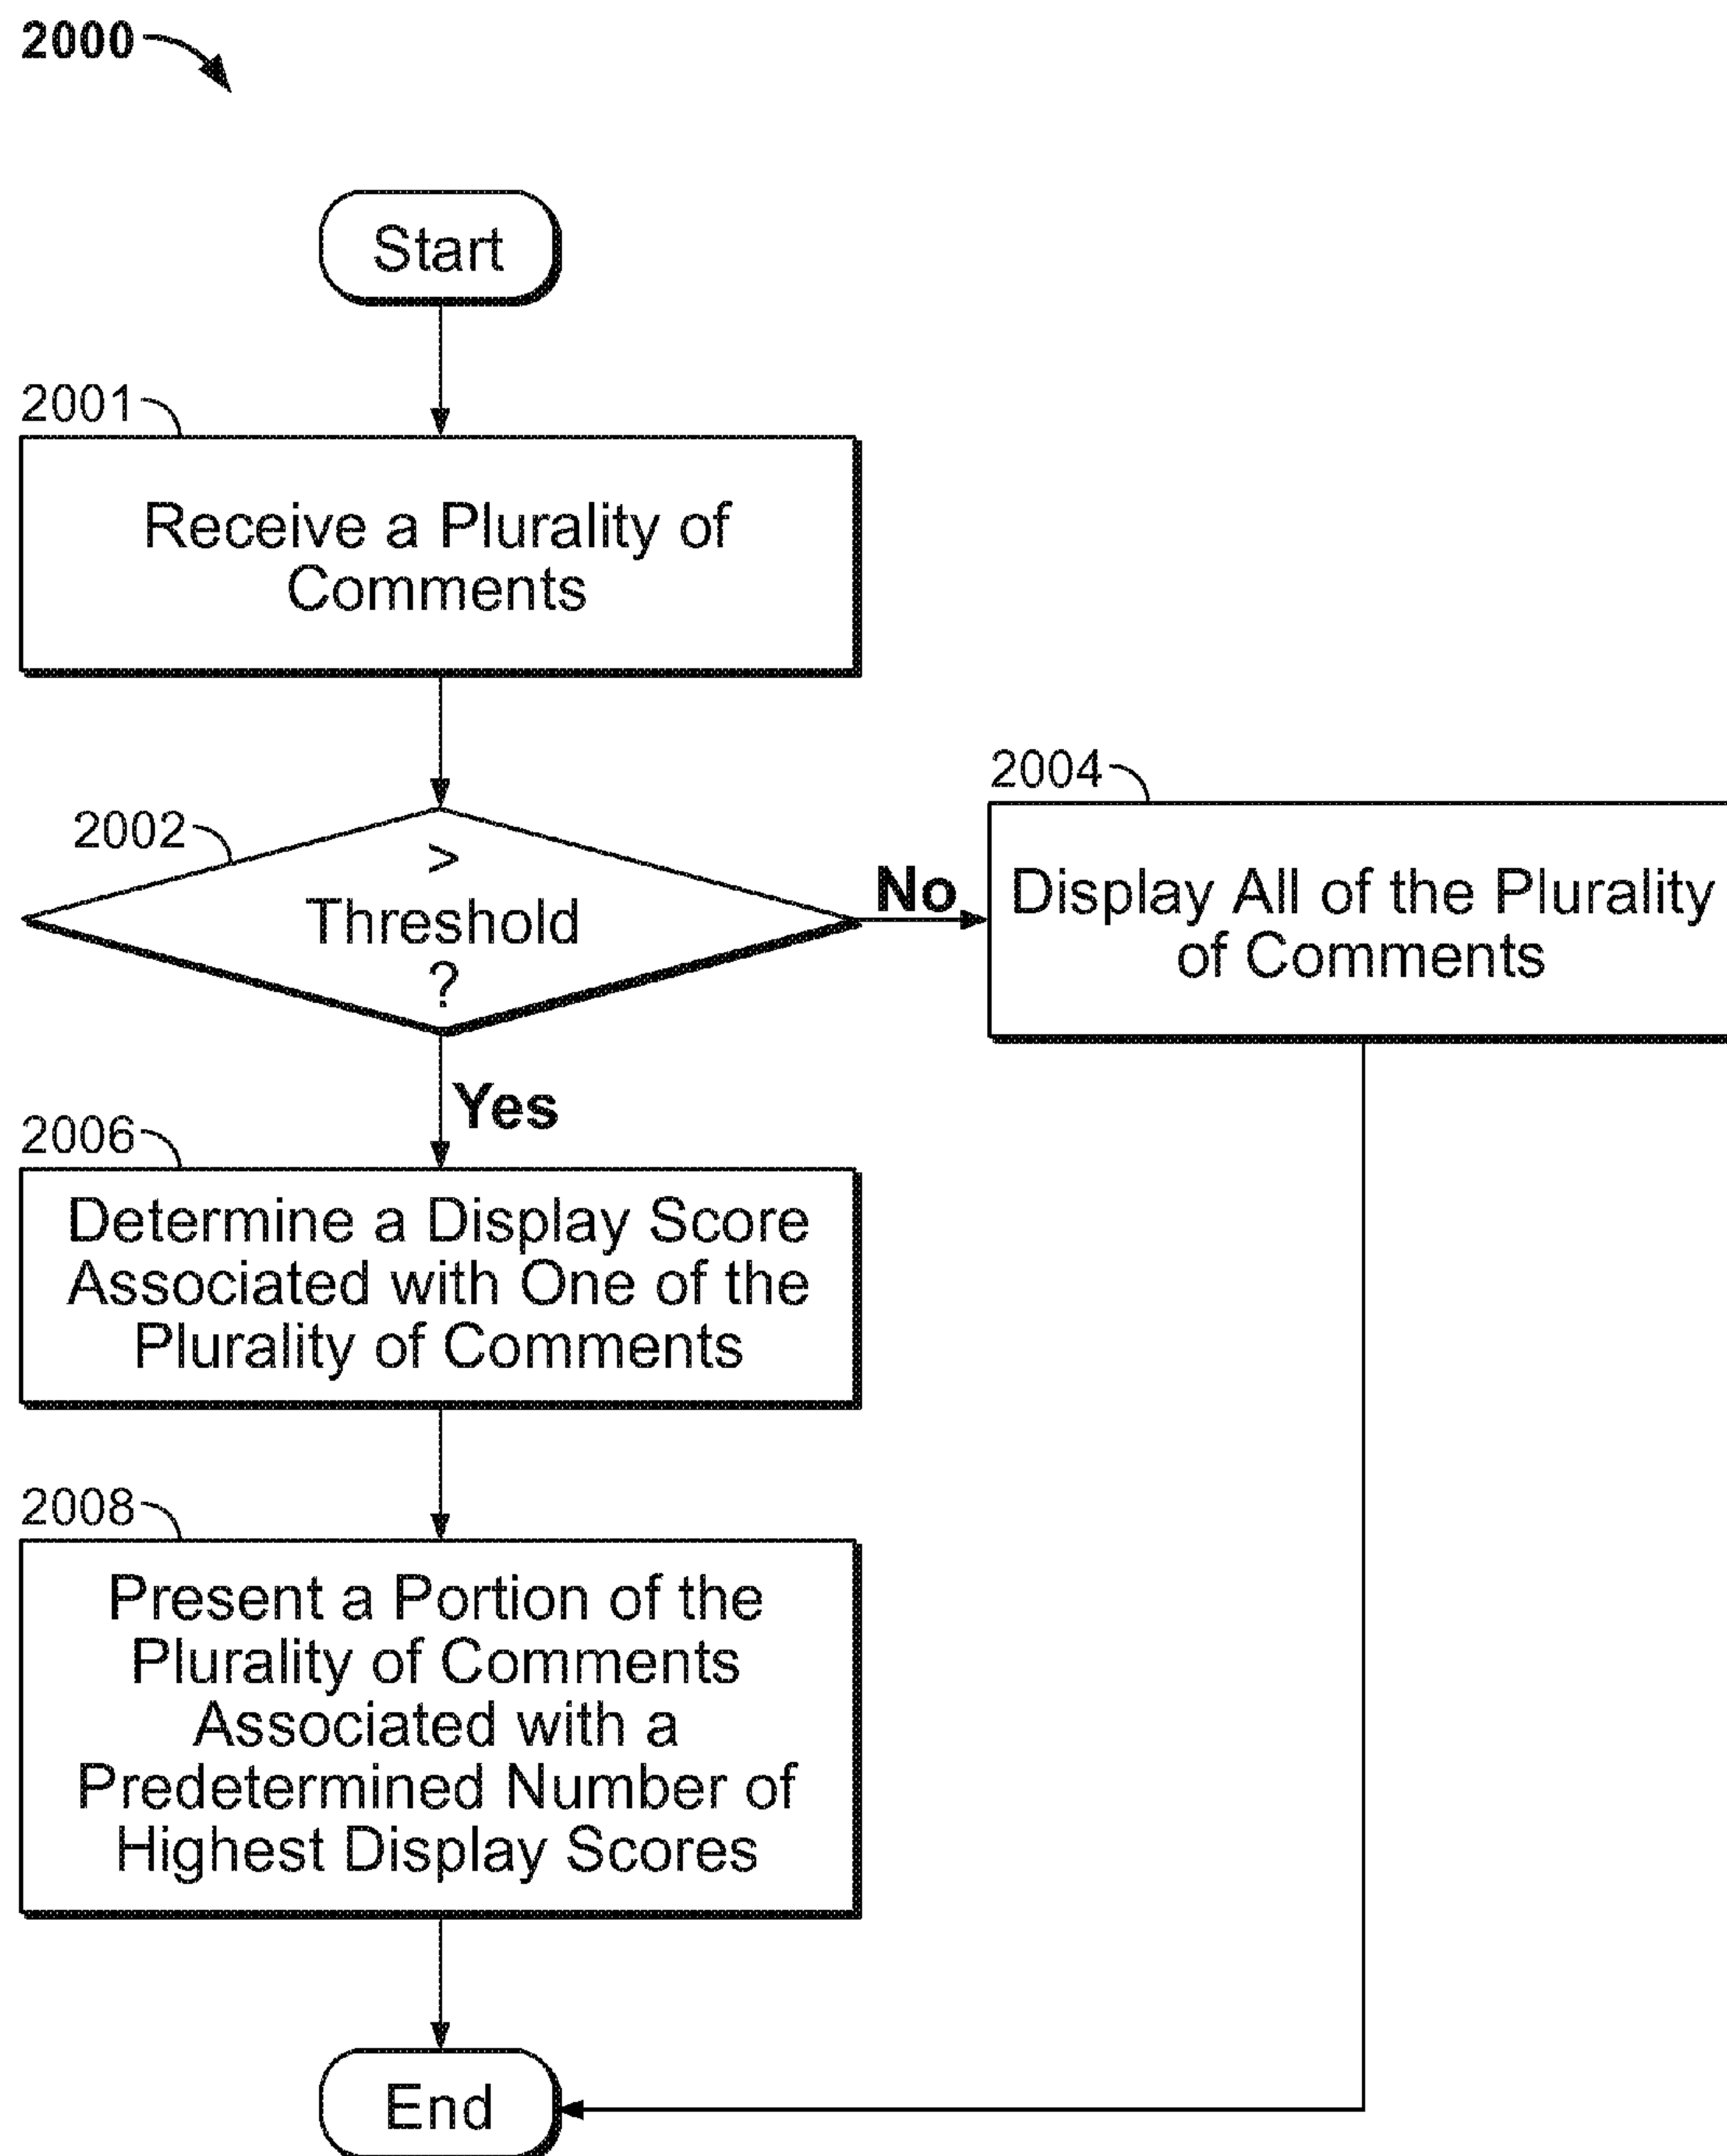 2000
Start
2001
Receive a Plurality of
Comments
2002
>
Threshold
?
No
2004
Display All of the Plurality
of Comments
Yes
2006
Determine a Display Score
Associated with One of the
Plurality of Comments
2008
Present a Portion of the
Plurality of Comments
Associated with a
Predetermined Number of
Highest Display Scores
End